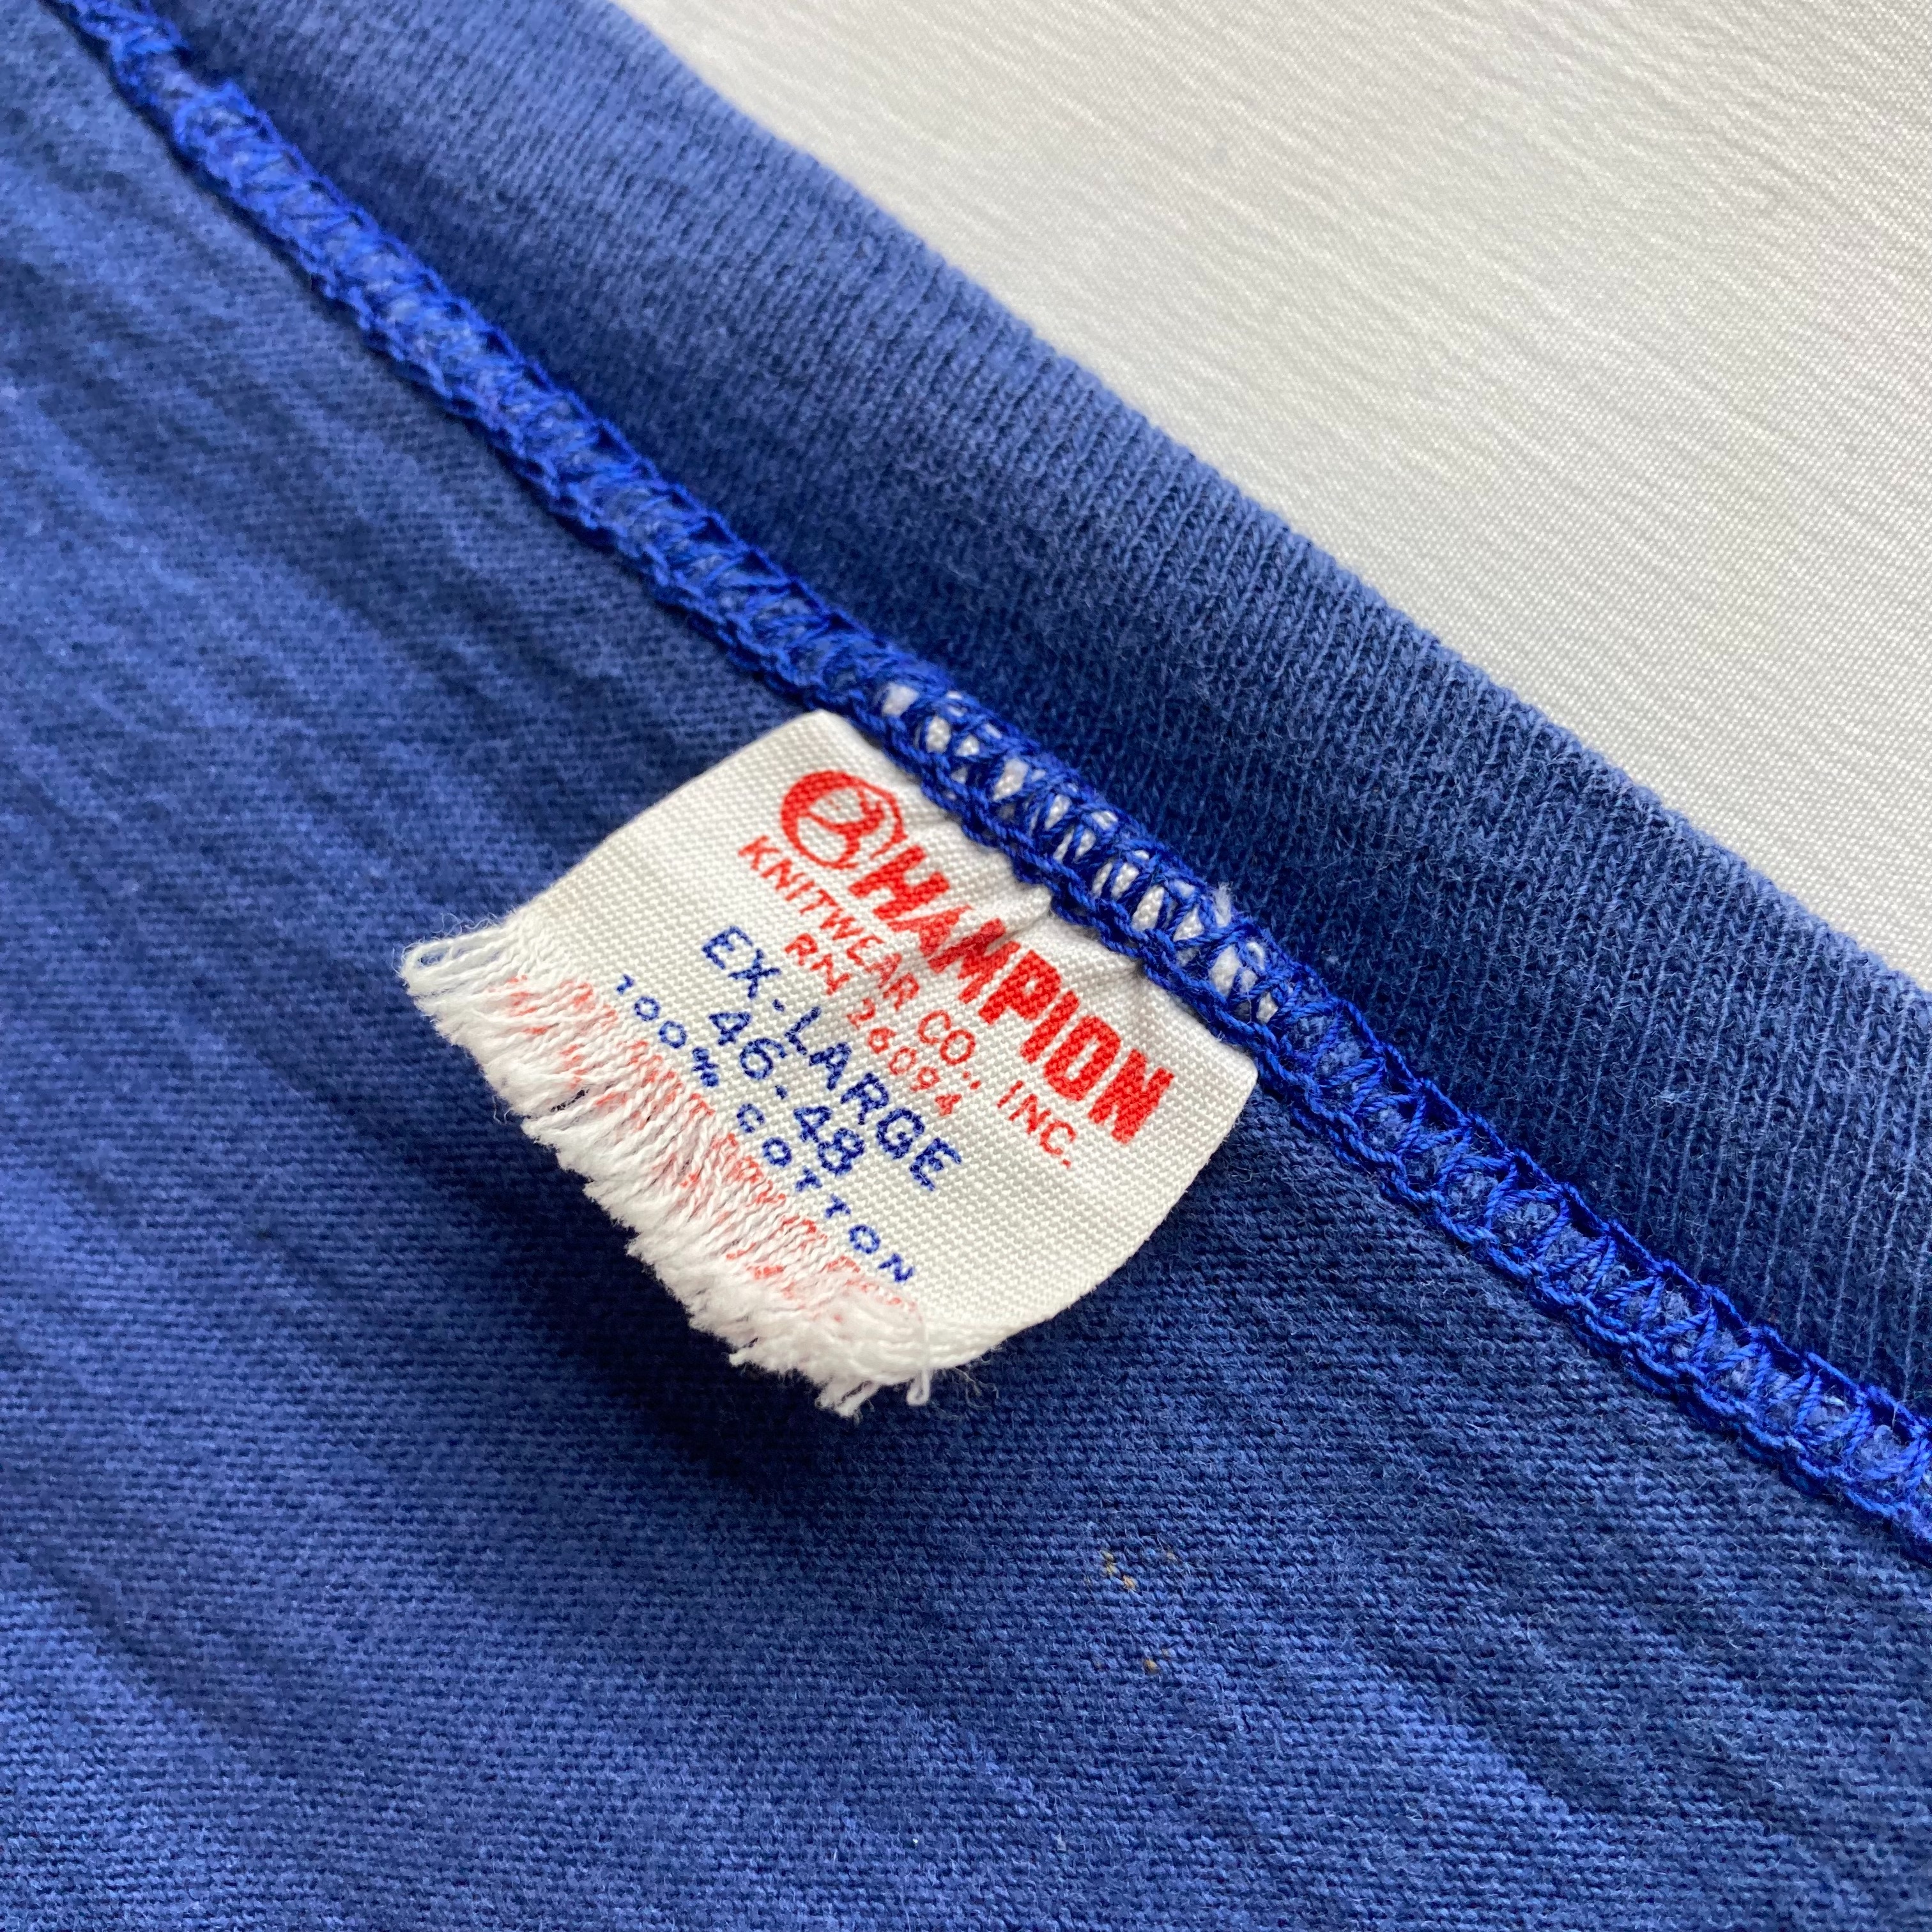 CHAMPION
KNITWEAR CO., INC.
RN 26094
EX-LARGE
46-48
100% COTTON